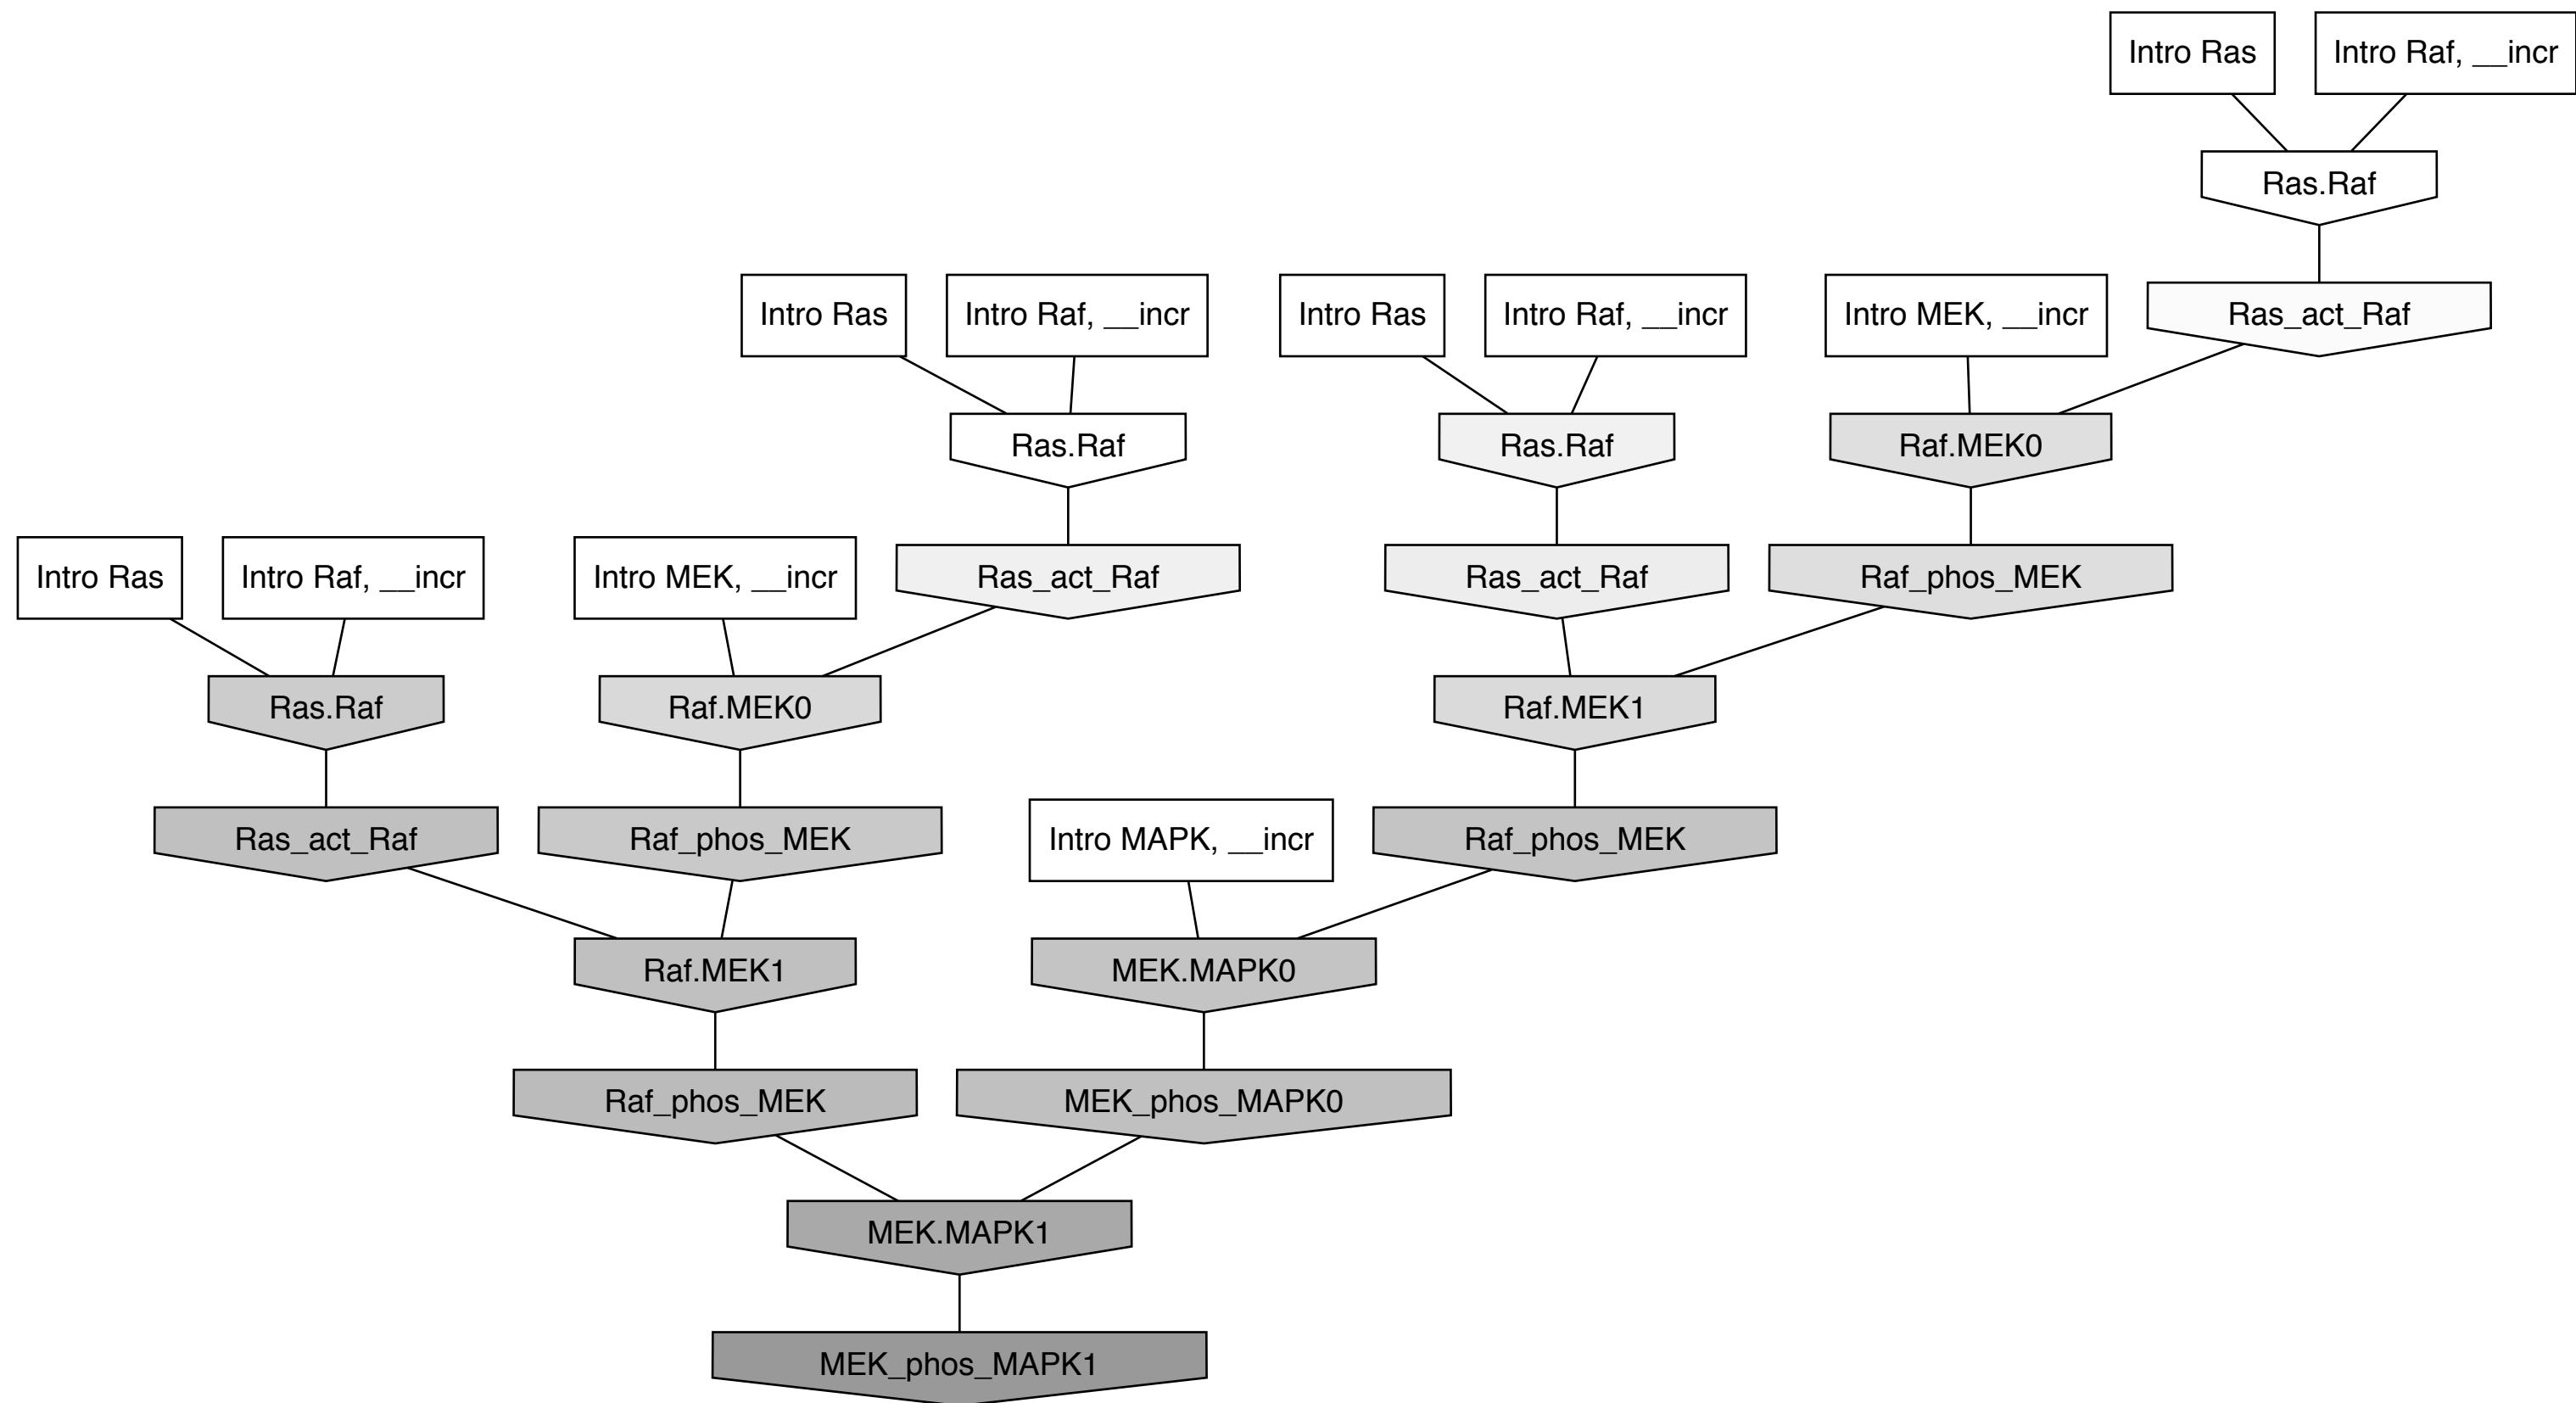 Intro Ras
Intro Raf, __incr
Ras.Raf
Intro Ras
Intro Raf, __incr
Intro Ras
Intro Raf, __incr
Intro MEK, __incr
Ras_act_Raf
Ras.Raf
Ras.Raf
Raf.MEK0
Intro Ras
Intro Raf, __incr
Intro MEK, __incr
Ras_act_Raf
Ras_act_Raf
Raf_phos_MEK
Ras.Raf
Raf.MEK0
Raf.MEK1
Ras_act_Raf
Raf_phos_MEK
Intro MAPK, __incr
Raf_phos_MEK
Raf.MEK1
MEK.MAPK0
Raf_phos_MEK
MEK_phos_MAPK0
MEK.MAPK1
MEK_phos_MAPK1